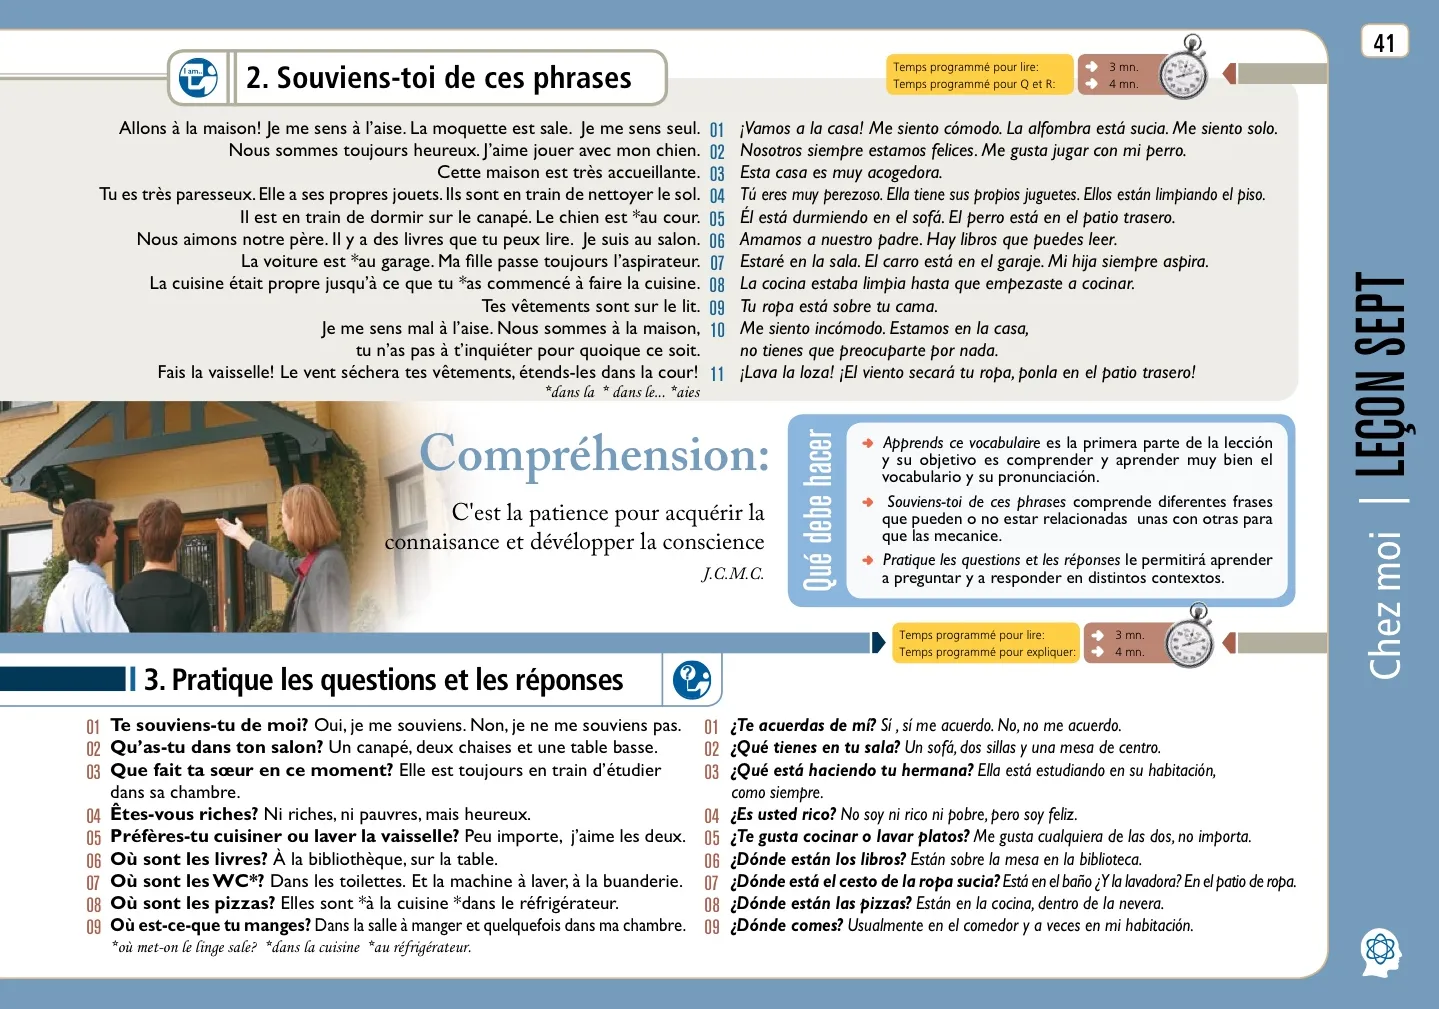 41
I am...
2. Souviens-toi de ces phrases
Temps programmé pour lire: 3 mn.
Temps programmé pour Q et R: 4 mn.
Allons à la maison! Je me sens à l'aise. La moquette est sale. Je me sens seul. 01 ¡Vamos a la casa! Me siento cómodo. La alfombra está sucia. Me siento solo.
Nous sommes toujours heureux. J'aime jouer avec mon chien. 02 Nosotros siempre estamos felices. Me gusta jugar con mi perro.
Cette maison est très accueillante. 03 Esta casa es muy acogedora.
Tu es très paresseux. Elle a ses propres jouets. Ils sont en train de nettoyer le sol. 04 Tú eres muy perezoso. Ella tiene sus propios juguetes. Ellos están limpiando el piso.
Il est en train de dormir sur le canapé. Le chien est *au cour. 05 Él está durmiendo en el sofá. El perro está en el patio trasero.
Nous aimons notre père. Il y a des livres que tu peux lire. Je suis au salon. 06 Amamos a nuestro padre. Hay libros que puedes leer.
La voiture est *au garage. Ma fille passe toujours l'aspirateur. 07 Estaré en la sala. El carro está en el garaje. Mi hija siempre aspira.
La cuisine était propre jusqu'à ce que tu *as commencé à faire la cuisine. 08 La cocina estaba limpia hasta que empezaste a cocinar.
Tes vêtements sont sur le lit. 09 Tu ropa está sobre tu cama.
Je me sens mal à l'aise. Nous sommes à la maison, 10 Me siento incómodo. Estamos en la casa,
tu n'as pas à t'inquiéter pour quoique ce soit. no tienes que preocuparte por nada.
Fais la vaisselle! Le vent séchera tes vêtements, étends-les dans la cour! 11 ¡Lava la loza! ¡El viento secará tu ropa, ponla en el patio trasero!
*dans la * dans le... *aies
Compréhension:
C'est la patience pour acquérir la
connaisance et dévélopper la conscience
J.C.M.C.
Qué debe hacer
Apprends ce vocabulaire es la primera parte de la lección
y su objetivo es comprender y aprender muy bien el
vocabulario y su pronunciación.
Souviens-toi de ces phrases comprende diferentes frases
que pueden o no estar relacionadas unas con otras para
que las mecanice.
Pratique les questions et les réponses le permitirá aprender
a preguntar y a responder en distintos contextos.
Temps programmé pour lire: 3 mn.
Temps programmé pour expliquer: 4 mn.
3. Pratique les questions et les réponses
?
01 Te souviens-tu de moi? Oui, je me souviens. Non, je ne me souviens pas. 01 ¿Te acuerdas de mí? Sí , sí me acuerdo. No, no me acuerdo.
02 Qu'as-tu dans ton salon? Un canapé, deux chaises et une table basse. 02 ¿Qué tienes en tu sala? Un sofá, dos sillas y una mesa de centro.
03 Que fait ta sœur en ce moment? Elle est toujours en train d'étudier 03 ¿Qué está haciendo tu hermana? Ella está estudiando en su habitación,
dans sa chambre. como siempre.
04 Êtes-vous riches? Ni riches, ni pauvres, mais heureux. 04 ¿Es usted rico? No soy ni rico ni pobre, pero soy feliz.
05 Préfères-tu cuisiner ou laver la vaisselle? Peu importe, j'aime les deux. 05 ¿Te gusta cocinar o lavar platos? Me gusta cualquiera de las dos, no importa.
06 Où sont les livres? À la bibliothèque, sur la table. 06 ¿Dónde están los libros? Están sobre la mesa en la biblioteca.
07 Où sont les WC*? Dans les toilettes. Et la machine à laver, à la buanderie. 07 ¿Dónde está el cesto de la ropa sucia? Está en el baño ¿Y la lavadora? En el patio de ropa.
08 Où sont les pizzas? Elles sont *à la cuisine *dans le réfrigérateur. 08 ¿Dónde están las pizzas? Están en la cocina, dentro de la nevera.
09 Où est-ce-que tu manges? Dans la salle à manger et quelquefois dans ma chambre. 09 ¿Dónde comes? Usualmente en el comedor y a veces en mi habitación.
*où met-on le linge sale? *dans la cuisine *au réfrigérateur.
Chez moi | LEÇON SEPT